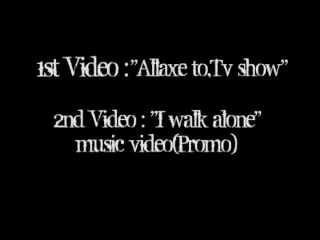 1st Video :"Allaxe to,Tv show"
2nd Video : "I walk alone"
music video(Promo)